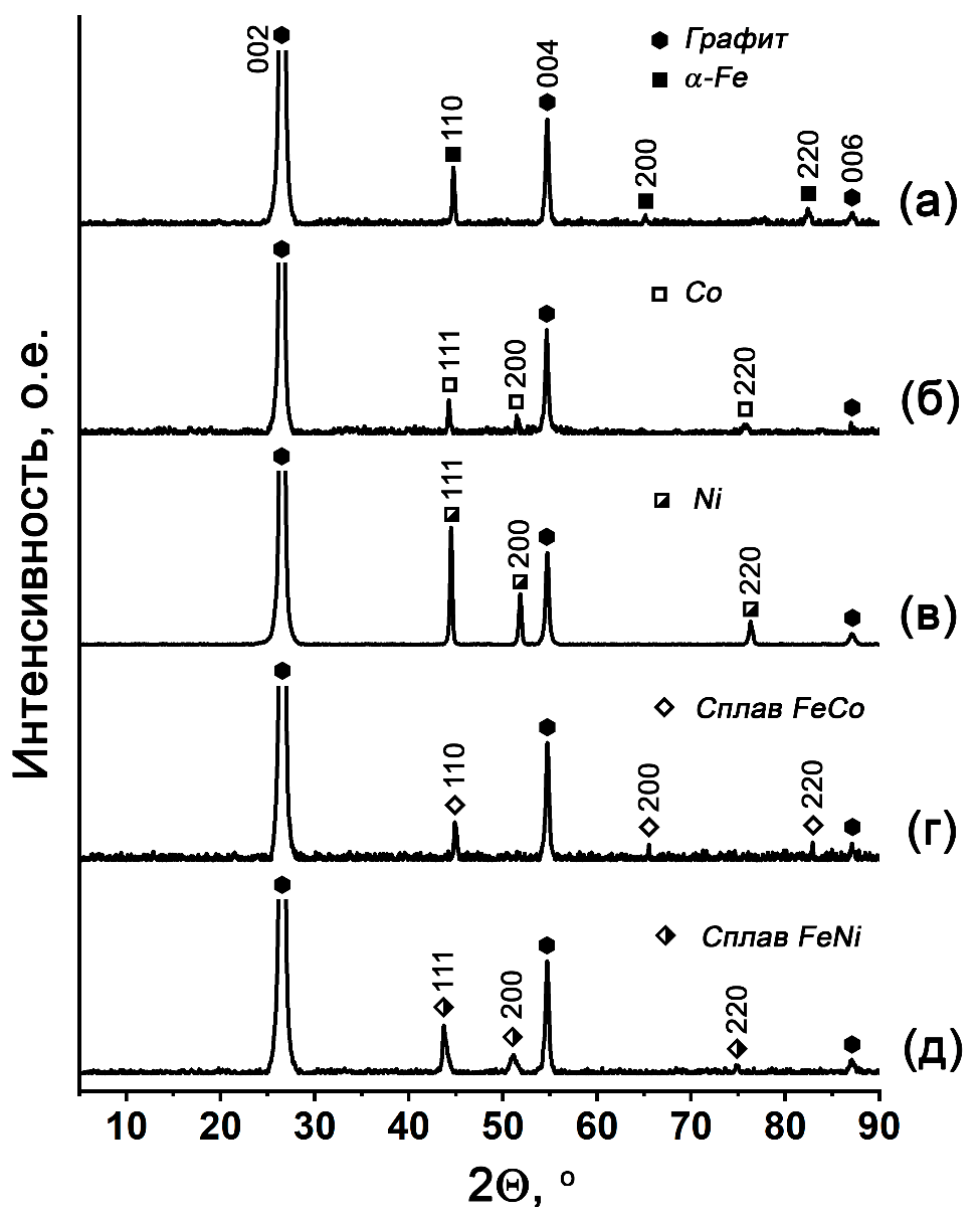 Интенсивность, о.е.
002
110
004
200
220
006
Графит
α-Fe
(а)
111
200
220
Co
(б)
111
200
220
Ni
(в)
110
200
220
Сплав FeCo
(г)
111
200
220
Сплав FeNi
(д)
10 20 30 40 50 60 70 80 90
2Θ, °